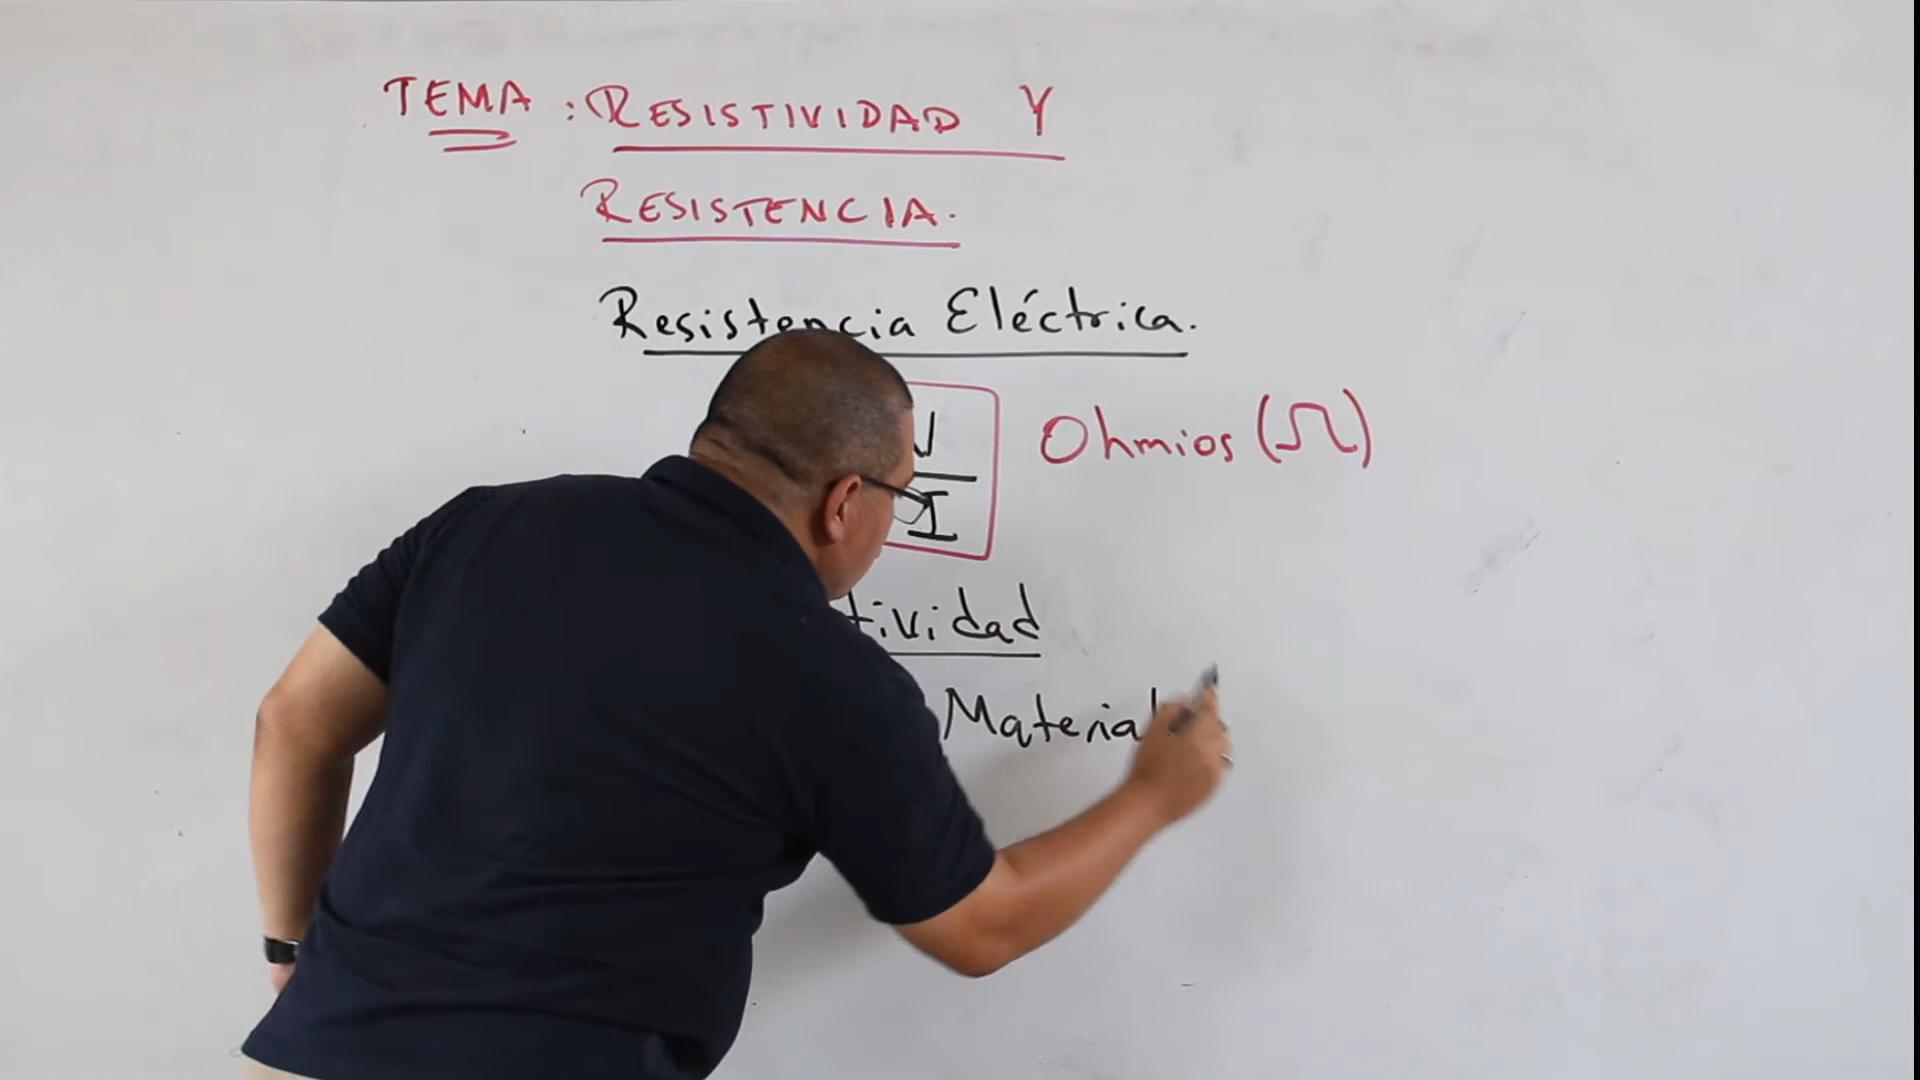 TEMA: RESISTIVIDAD Y
RESISTENCIA.
Resistencia Eléctrica.
V
I
Ohmios (Ω)
tividad
Material